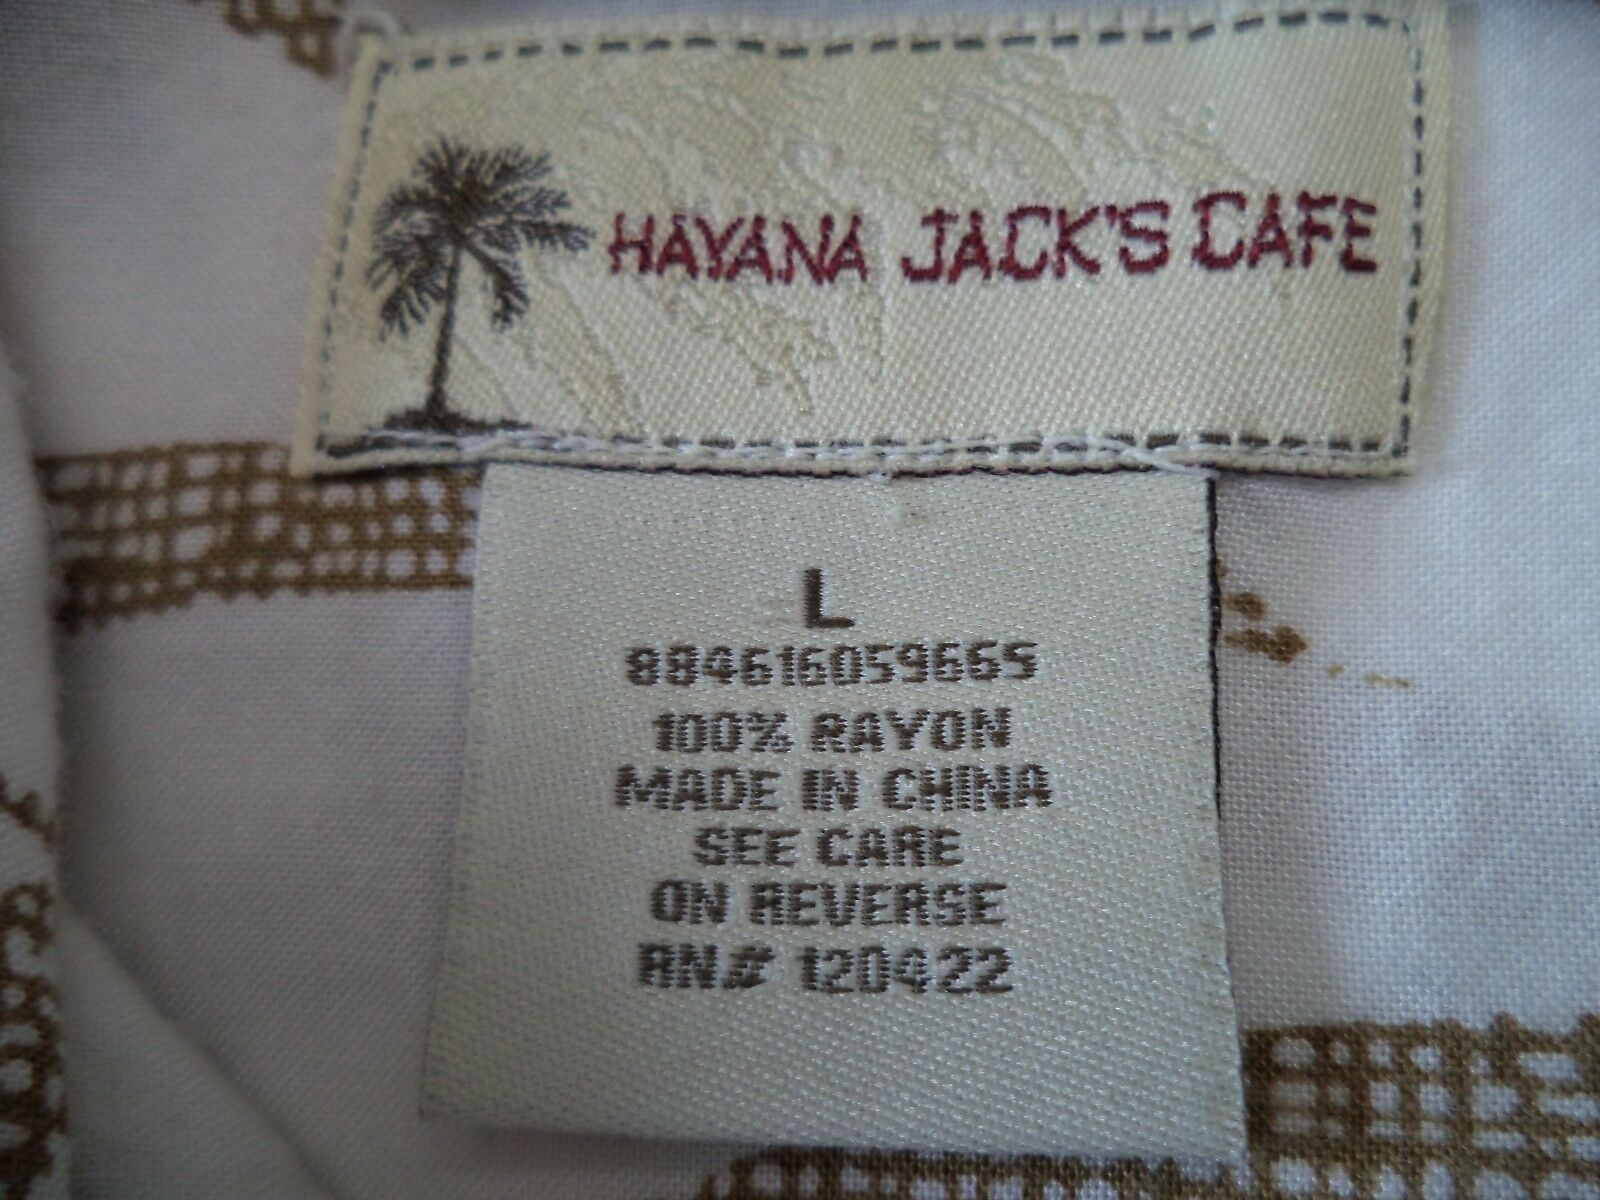 HAVANA JACK'S CAFE
L
884616059665
100% RAYON
MADE IN CHINA
SEE CARE
ON REVERSE
RN# 120422